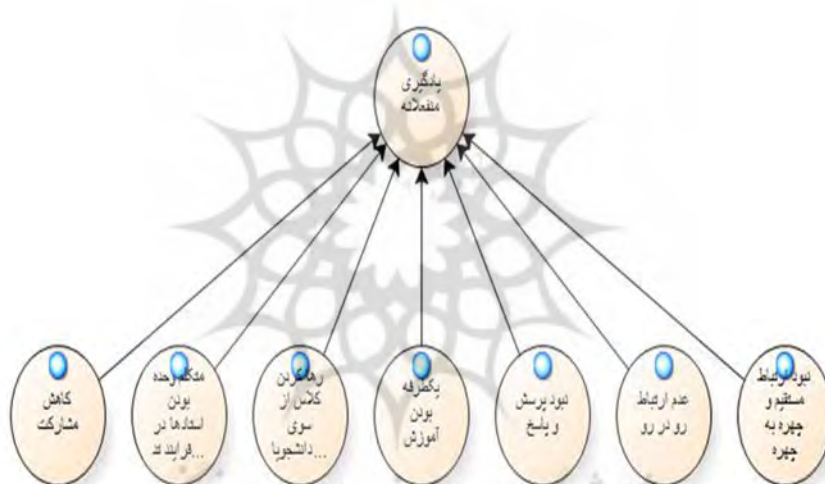 یادگیری
منفعلانه
نبود ارتباط
مستقیم و
چهره به
چهره
عدم ارتباط
رو در رو
نبود پرسش
و پاسخ
یکطرفه
بودن
آموزش
رها کردن
کلاس از
سوی
دانشجویا...
متکلم وحده
بودن
استادها در
فرایند تد...
کاهش
مشارکت